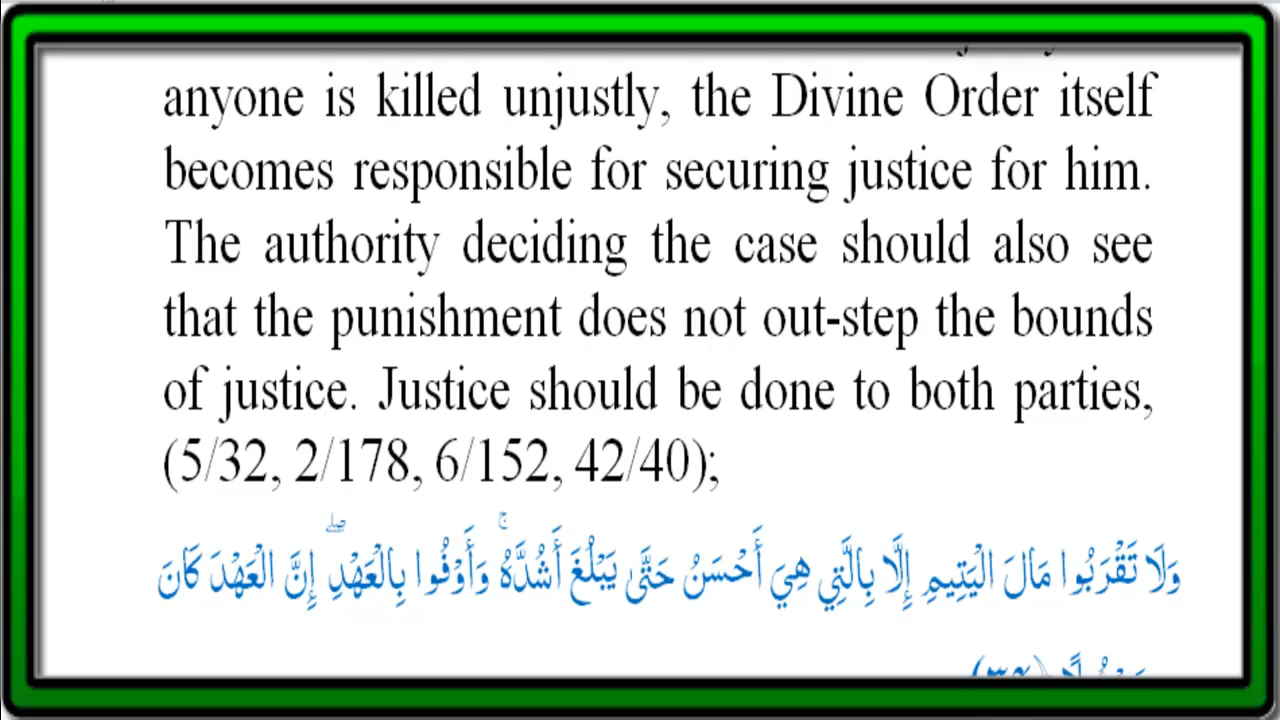 anyone is killed unjustly, the Divine Order itself
becomes responsible for securing justice for him.
The authority deciding the case should also see
that the punishment does not out-step the bounds
of justice. Justice should be done to both parties,
(5/32, 2/178, 6/152, 42/40);
وَلَا تَقْرَبُوا مَالَ الْيَتِيمِ إِلَّا بِالَّتِي هِيَ أَحْسَنُ حَتَّىٰ يَبْلُغَ أَشُدَّهُ ۚ وَأَوْفُوا بِالْعَهْدِ ۖ إِنَّ الْعَهْدَ كَانَ